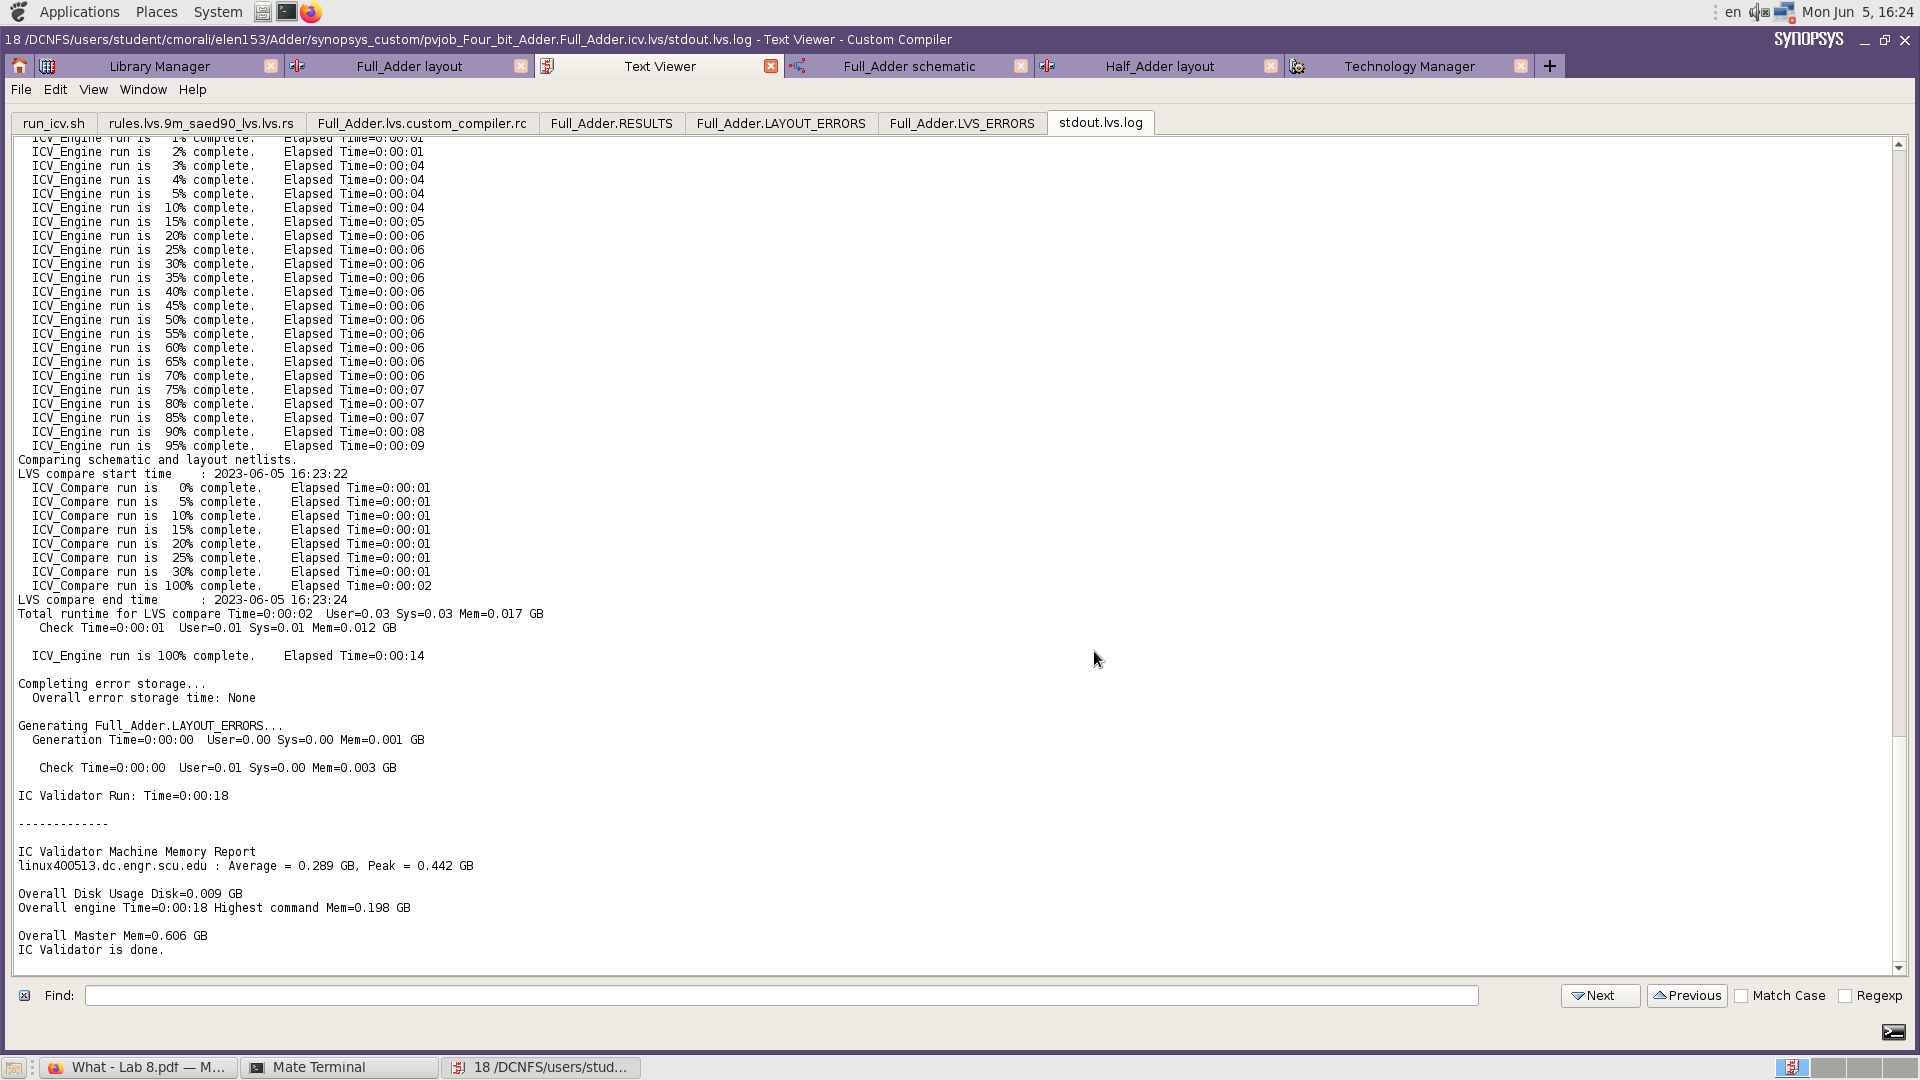 Applications Places System en Mon Jun 5, 16:24
18 /DCNFS/users/student/cmorali/elen153/Adder/synopsys_custom/pvjob_Four_bit_Adder.Full_Adder.icv.lvs/stdout.lvs.log - Text Viewer - Custom Compiler SYNOPSYS
Library Manager Full_Adder layout Text Viewer Full_Adder schematic Half_Adder layout Technology Manager
File Edit View Window Help
run_icv.sh rules.lvs.9m_saed90_lvs.lvs.rs Full_Adder.lvs.custom_compiler.rc Full_Adder.RESULTS Full_Adder.LAYOUT_ERRORS Full_Adder.LVS_ERRORS stdout.lvs.log
ICV_Engine run is 1% complete. Elapsed Time=0:00:01
ICV_Engine run is 2% complete. Elapsed Time=0:00:01
ICV_Engine run is 3% complete. Elapsed Time=0:00:04
ICV_Engine run is 4% complete. Elapsed Time=0:00:04
ICV_Engine run is 5% complete. Elapsed Time=0:00:04
ICV_Engine run is 10% complete. Elapsed Time=0:00:04
ICV_Engine run is 15% complete. Elapsed Time=0:00:05
ICV_Engine run is 20% complete. Elapsed Time=0:00:06
ICV_Engine run is 25% complete. Elapsed Time=0:00:06
ICV_Engine run is 30% complete. Elapsed Time=0:00:06
ICV_Engine run is 35% complete. Elapsed Time=0:00:06
ICV_Engine run is 40% complete. Elapsed Time=0:00:06
ICV_Engine run is 45% complete. Elapsed Time=0:00:06
ICV_Engine run is 50% complete. Elapsed Time=0:00:06
ICV_Engine run is 55% complete. Elapsed Time=0:00:06
ICV_Engine run is 60% complete. Elapsed Time=0:00:06
ICV_Engine run is 65% complete. Elapsed Time=0:00:06
ICV_Engine run is 70% complete. Elapsed Time=0:00:06
ICV_Engine run is 75% complete. Elapsed Time=0:00:07
ICV_Engine run is 80% complete. Elapsed Time=0:00:07
ICV_Engine run is 85% complete. Elapsed Time=0:00:07
ICV_Engine run is 90% complete. Elapsed Time=0:00:08
ICV_Engine run is 95% complete. Elapsed Time=0:00:09
Comparing schematic and layout netlists.
LVS compare start time : 2023-06-05 16:23:22
ICV_Compare run is 0% complete. Elapsed Time=0:00:01
ICV_Compare run is 5% complete. Elapsed Time=0:00:01
ICV_Compare run is 10% complete. Elapsed Time=0:00:01
ICV_Compare run is 15% complete. Elapsed Time=0:00:01
ICV_Compare run is 20% complete. Elapsed Time=0:00:01
ICV_Compare run is 25% complete. Elapsed Time=0:00:01
ICV_Compare run is 30% complete. Elapsed Time=0:00:01
ICV_Compare run is 100% complete. Elapsed Time=0:00:02
LVS compare end time : 2023-06-05 16:23:24
Total runtime for LVS compare Time=0:00:02 User=0.03 Sys=0.03 Mem=0.017 GB
Check Time=0:00:01 User=0.01 Sys=0.01 Mem=0.012 GB
ICV_Engine run is 100% complete. Elapsed Time=0:00:14
Completing error storage...
Overall error storage time: None
Generating Full_Adder.LAYOUT_ERRORS...
Generation Time=0:00:00 User=0.00 Sys=0.00 Mem=0.001 GB
Check Time=0:00:00 User=0.01 Sys=0.00 Mem=0.003 GB
IC Validator Run: Time=0:00:18
-------------
IC Validator Machine Memory Report
linux400513.dc.engr.scu.edu : Average = 0.289 GB, Peak = 0.442 GB
Overall Disk Usage Disk=0.009 GB
Overall engine Time=0:00:18 Highest command Mem=0.198 GB
Overall Master Mem=0.606 GB
IC Validator is done.
Find: Next Previous Match Case Regexp
What - Lab 8.pdf — M... Mate Terminal 18 /DCNFS/users/stud...